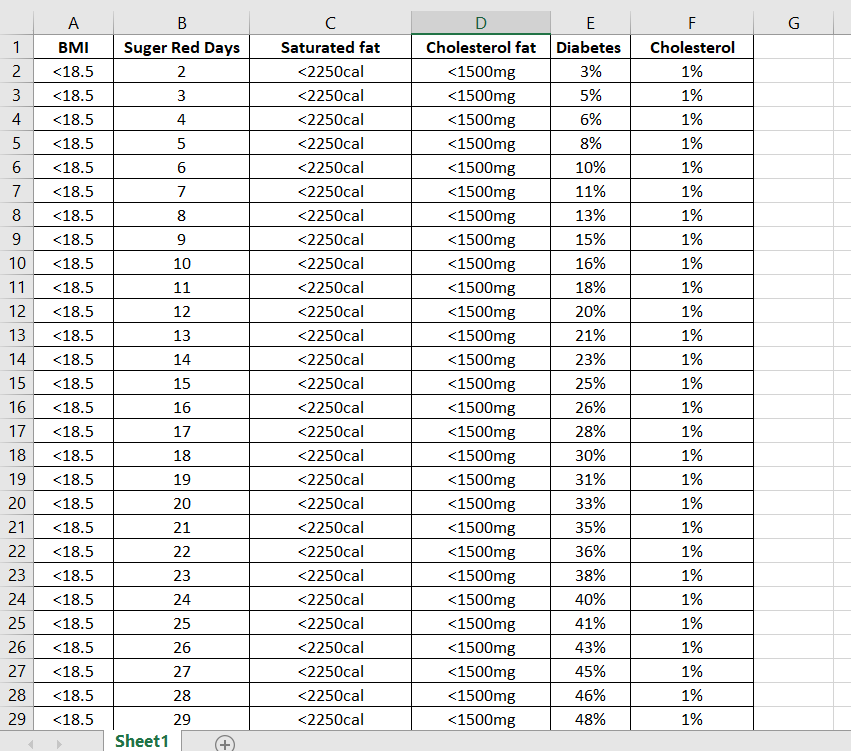 A B C D E F G
1 BMI Suger Red Days Saturated fat Cholesterol fat Diabetes Cholesterol
2 <18.5 2 <2250cal <1500mg 3% 1%
3 <18.5 3 <2250cal <1500mg 5% 1%
4 <18.5 4 <2250cal <1500mg 6% 1%
5 <18.5 5 <2250cal <1500mg 8% 1%
6 <18.5 6 <2250cal <1500mg 10% 1%
7 <18.5 7 <2250cal <1500mg 11% 1%
8 <18.5 8 <2250cal <1500mg 13% 1%
9 <18.5 9 <2250cal <1500mg 15% 1%
10 <18.5 10 <2250cal <1500mg 16% 1%
11 <18.5 11 <2250cal <1500mg 18% 1%
12 <18.5 12 <2250cal <1500mg 20% 1%
13 <18.5 13 <2250cal <1500mg 21% 1%
14 <18.5 14 <2250cal <1500mg 23% 1%
15 <18.5 15 <2250cal <1500mg 25% 1%
16 <18.5 16 <2250cal <1500mg 26% 1%
17 <18.5 17 <2250cal <1500mg 28% 1%
18 <18.5 18 <2250cal <1500mg 30% 1%
19 <18.5 19 <2250cal <1500mg 31% 1%
20 <18.5 20 <2250cal <1500mg 33% 1%
21 <18.5 21 <2250cal <1500mg 35% 1%
22 <18.5 22 <2250cal <1500mg 36% 1%
23 <18.5 23 <2250cal <1500mg 38% 1%
24 <18.5 24 <2250cal <1500mg 40% 1%
25 <18.5 25 <2250cal <1500mg 41% 1%
26 <18.5 26 <2250cal <1500mg 43% 1%
27 <18.5 27 <2250cal <1500mg 45% 1%
28 <18.5 28 <2250cal <1500mg 46% 1%
29 <18.5 29 <2250cal <1500mg 48% 1%
Sheet1